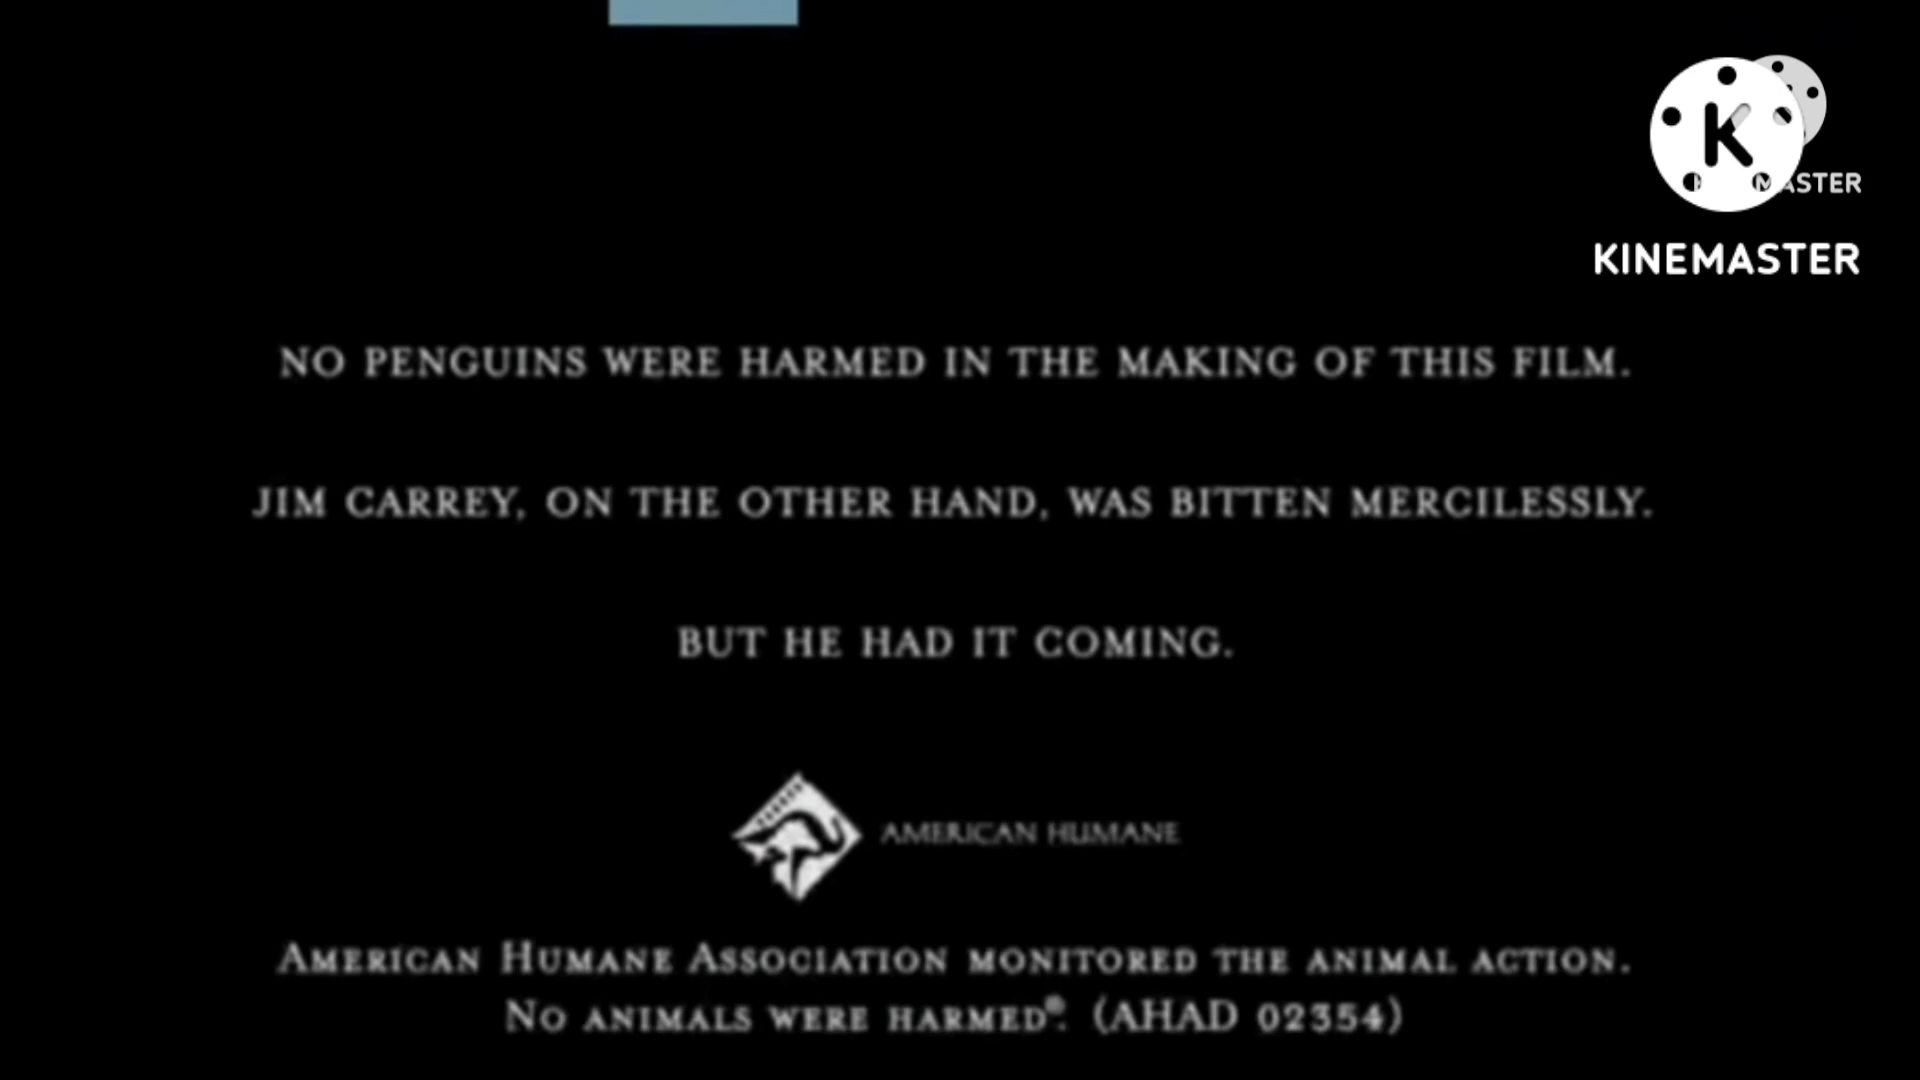 K
KINEMASTER
NO PENGUINS WERE HARMED IN THE MAKING OF THIS FILM.
JIM CARREY, ON THE OTHER HAND, WAS BITTEN MERCILESSLY.
BUT HE HAD IT COMING.
AMERICAN HUMANE
AMERICAN HUMANE ASSOCIATION MONITORED THE ANIMAL ACTION.
NO ANIMALS WERE HARMED®. (AHAD 02354)